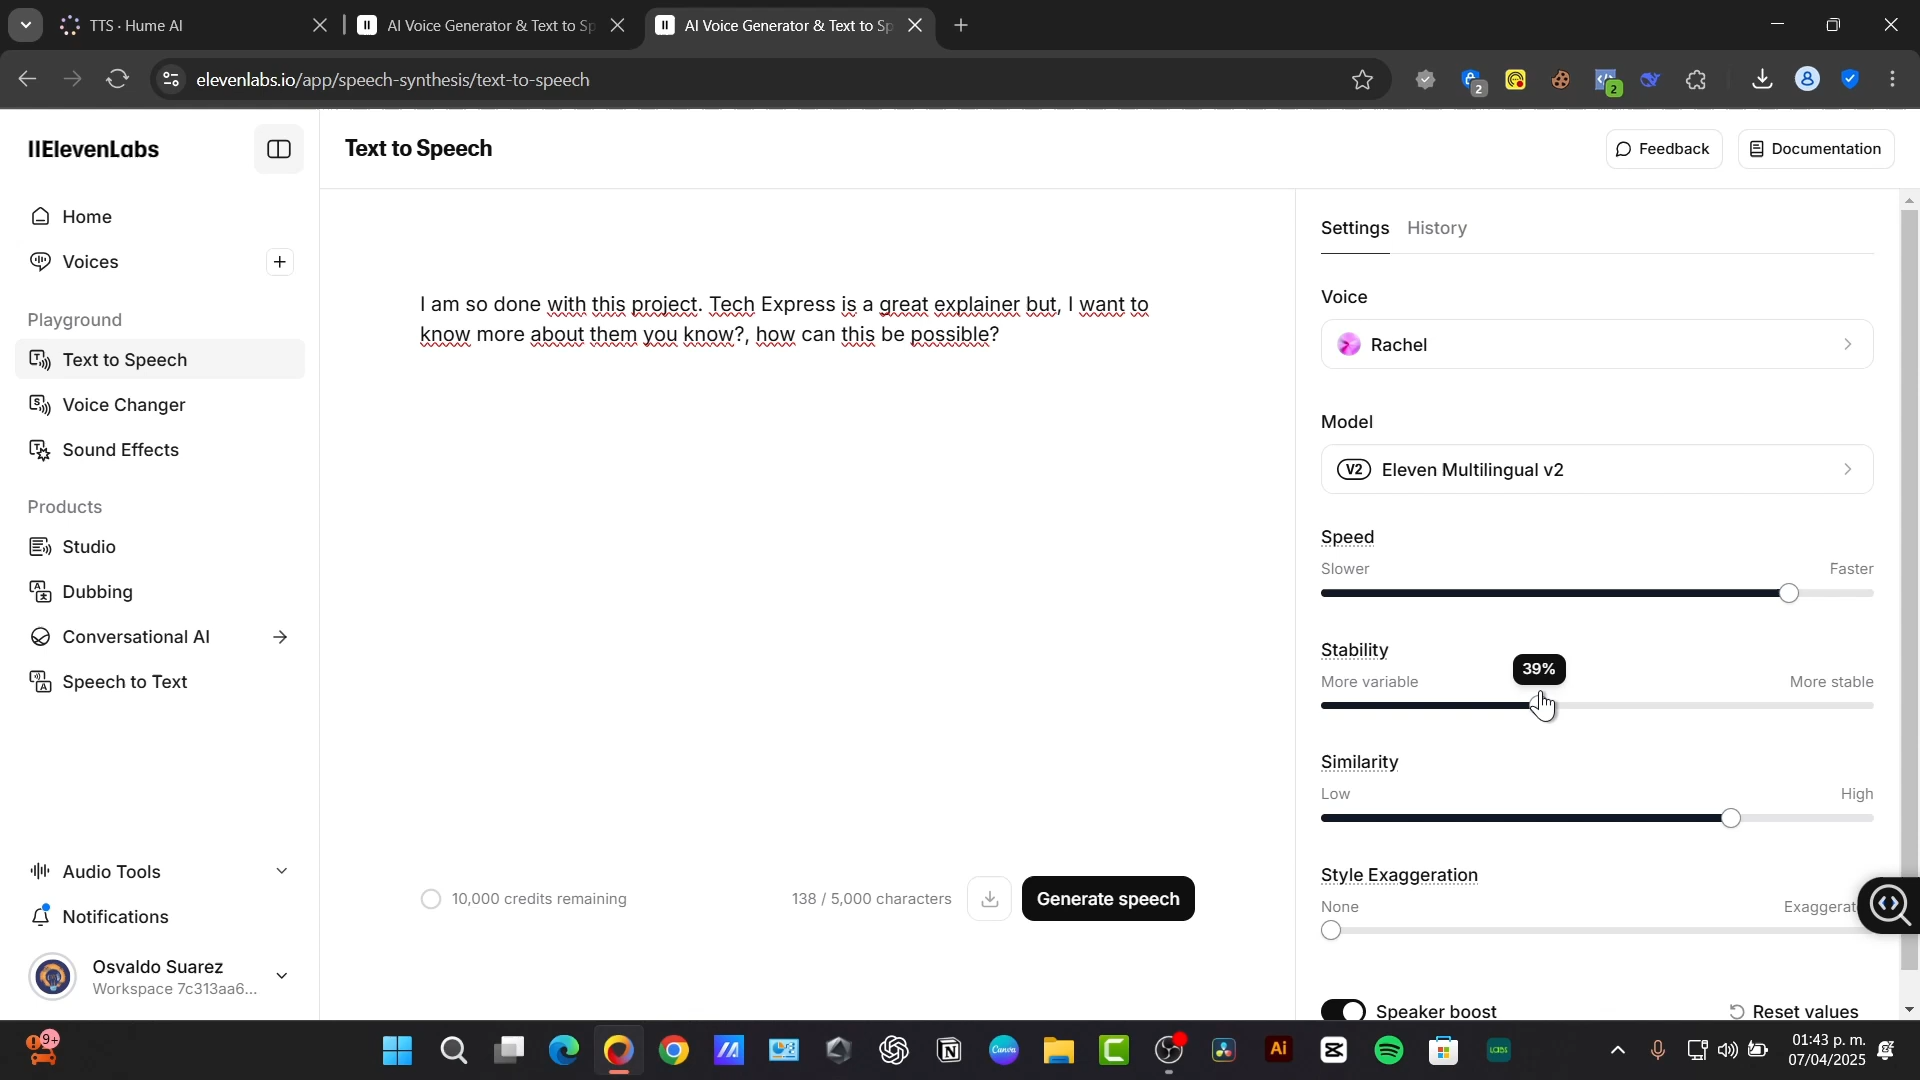 TTS - Hume AI
AI Voice Generator & Text to Sp
AI Voice Generator & Text to Sp
elevenlabs.io/app/speech-synthesis/text-to-speech
2
2
IIElevenLabs
Text to Speech
Feedback
Documentation
Home
Voices
Playground
Text to Speech
Voice Changer
Sound Effects
Products
Studio
Dubbing
Conversational AI
Speech to Text
Audio Tools
Notifications
Osvaldo Suarez
Workspace 7c313aa6...
I am so done with this project. Tech Express is a great explainer but, I want to
know more about them you know?, how can this be possible?
10,000 credits remaining
138 / 5,000 characters
Generate speech
Settings
History
Voice
Rachel
Model
V2 Eleven Multilingual v2
Speed
Slower
Faster
Stability
39%
More variable
More stable
Similarity
Low
High
Style Exaggeration
None
Exaggerat
Speaker boost
Reset values
9+
Canva
Ai
01:43 p. m.
07/04/2025